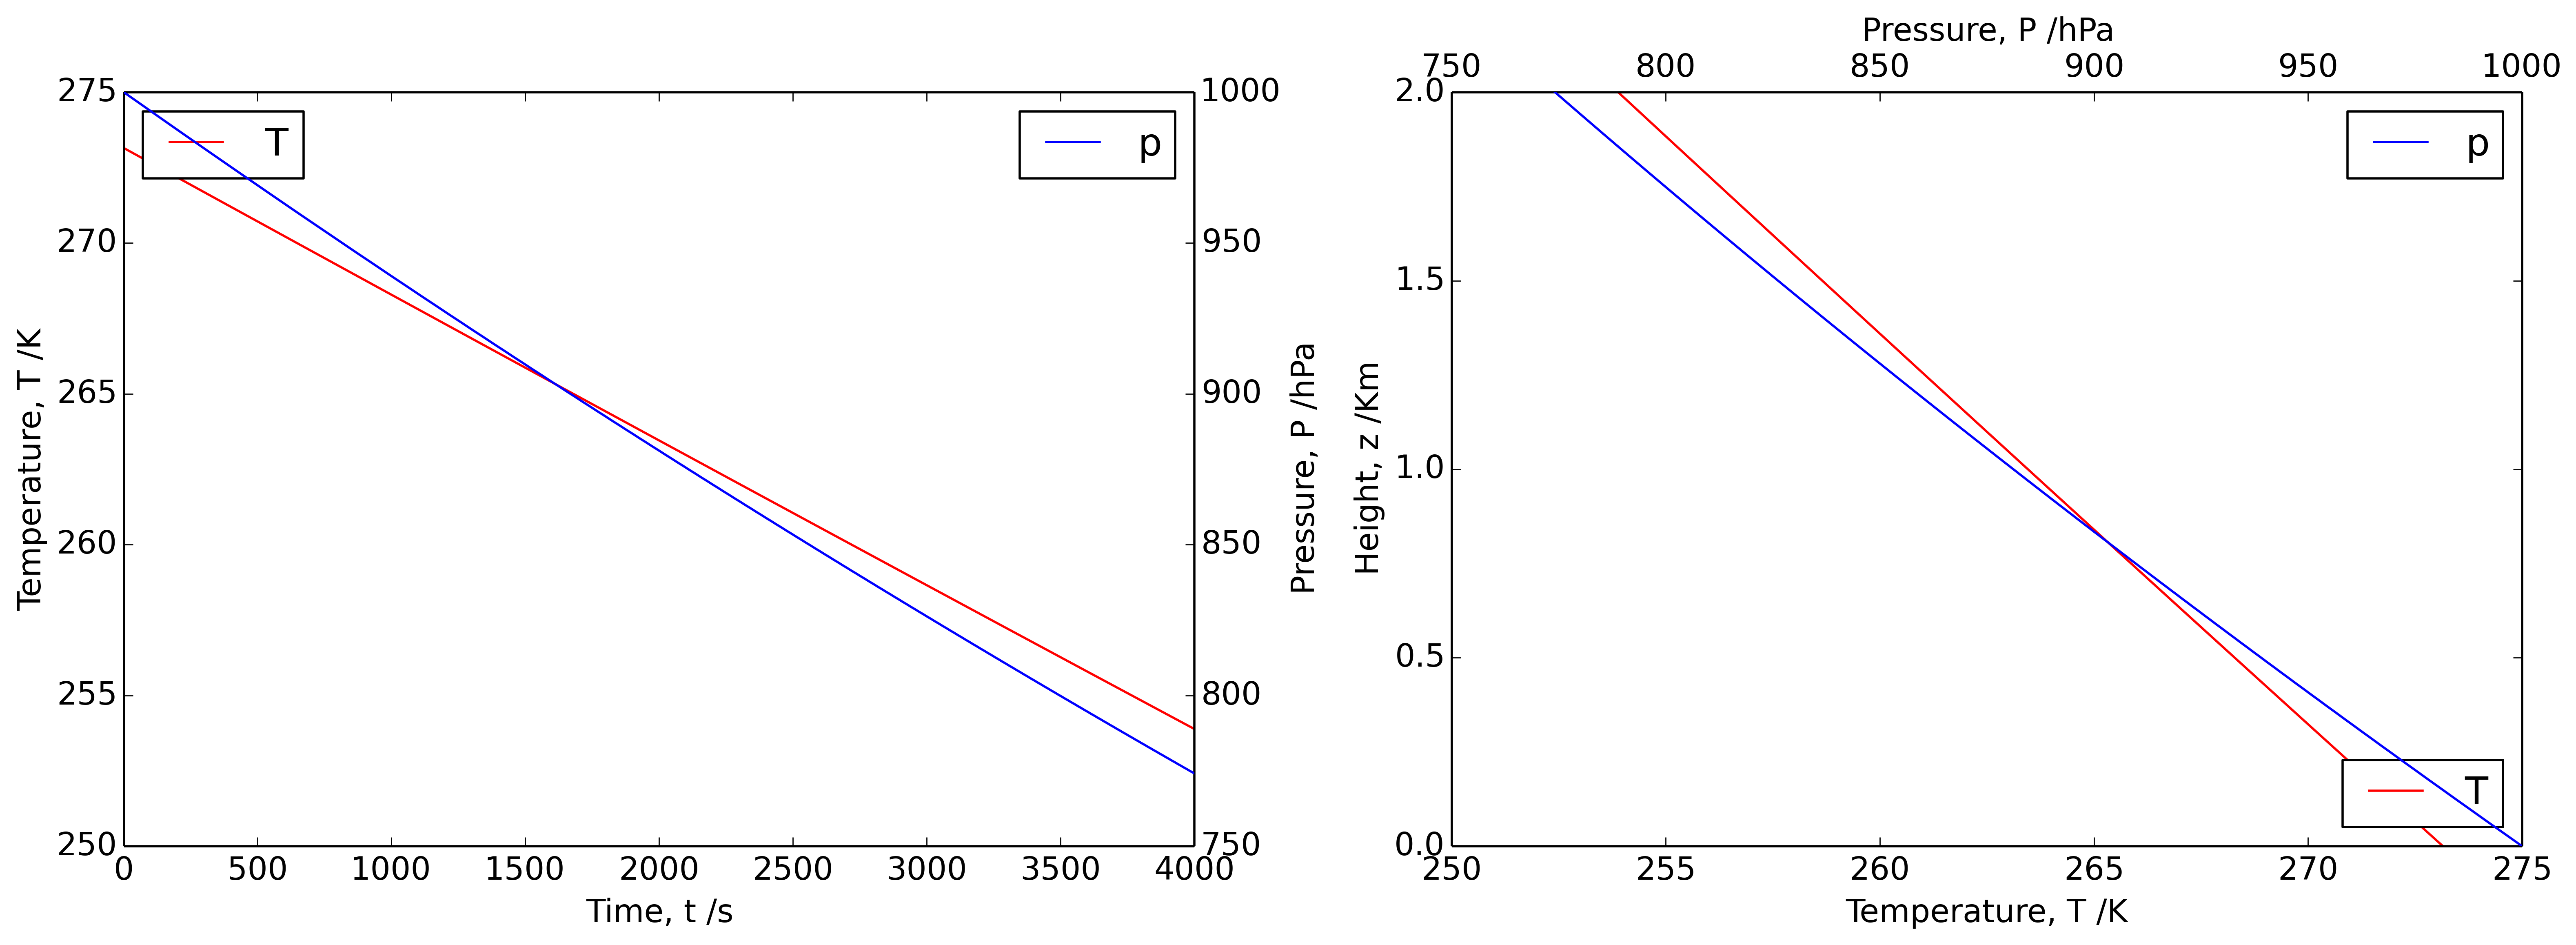 275
270
265
260
255
250
Temperature, T /K
T
p
1000
950
900
850
800
750
Pressure, P /hPa
0 500 1000 1500 2000 2500 3000 3500 4000
Time, t /s
Pressure, P /hPa
750 800 850 900 950 1000
2.0
1.5
1.0
0.5
0.0
Height, z /Km
p
T
250 255 260 265 270 275
Temperature, T /K